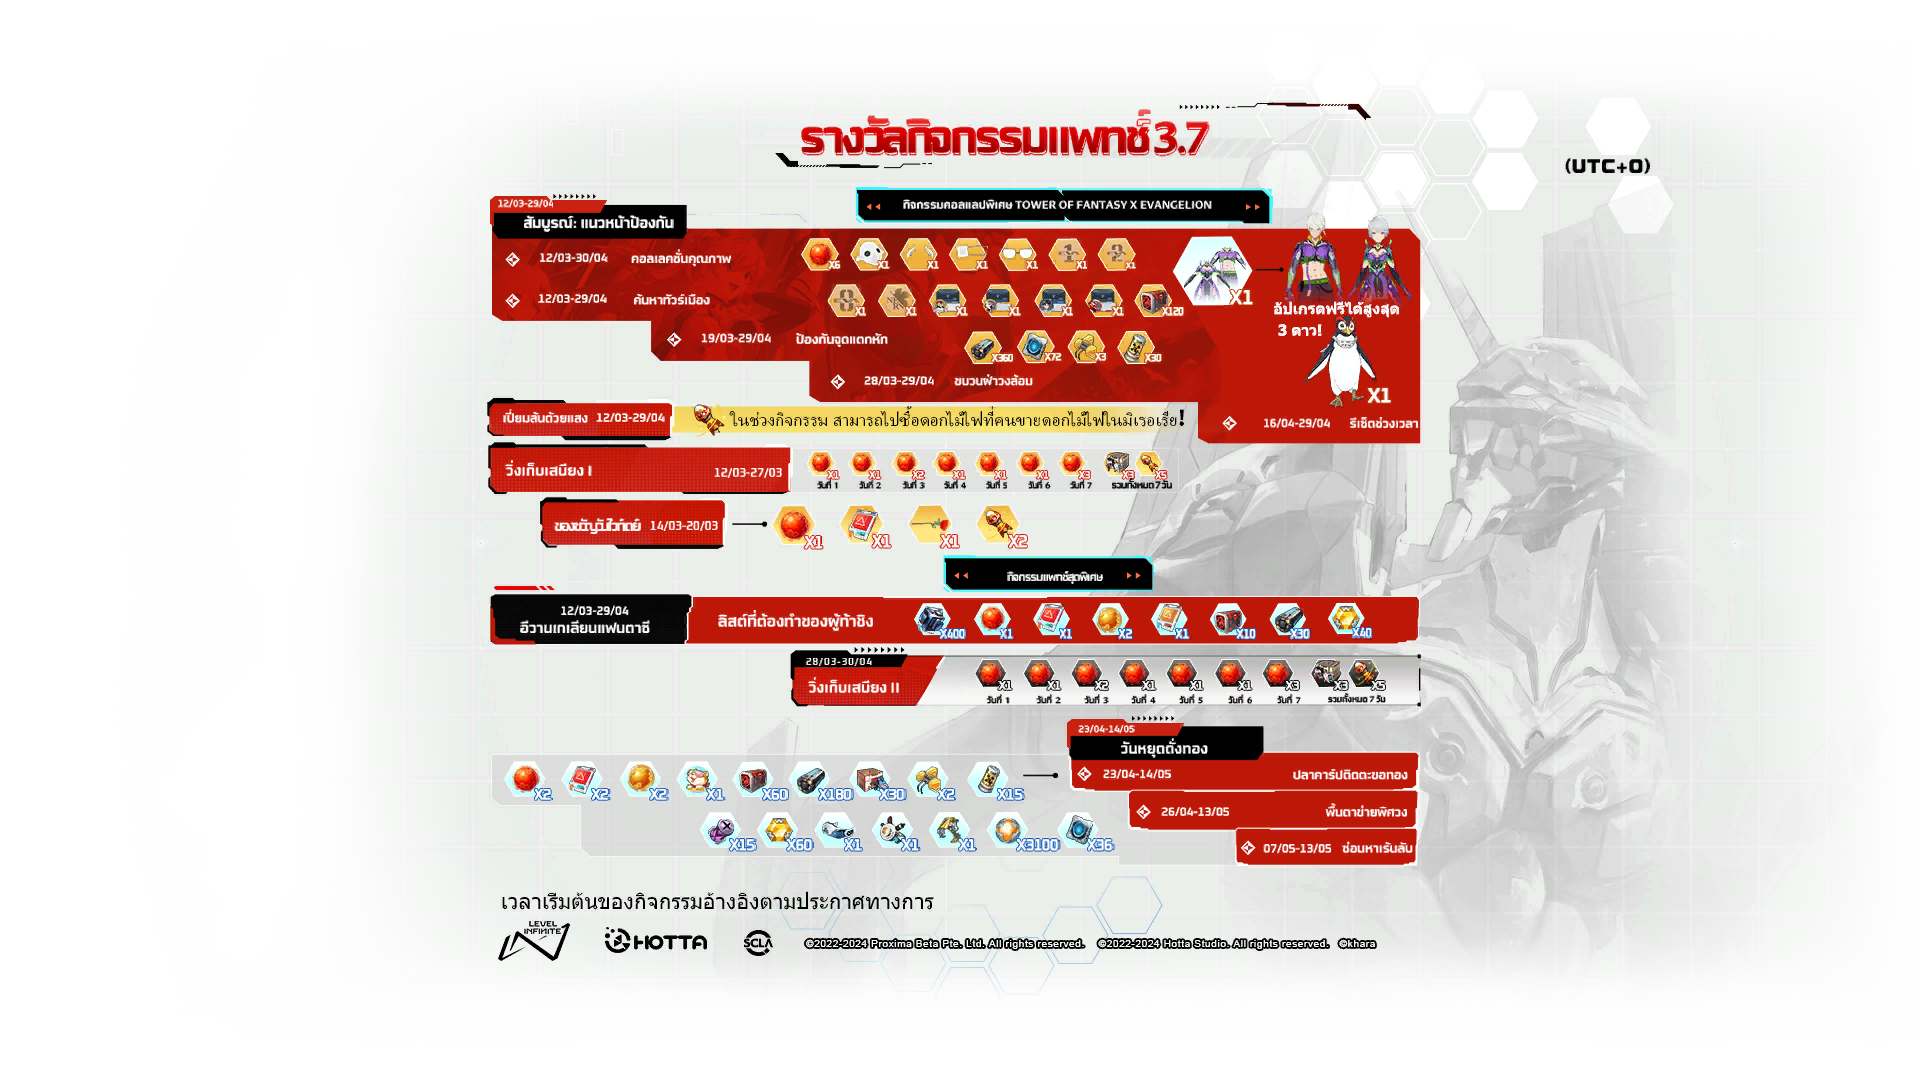 รางวัลกิจกรรมแพทช์ 3.7
(UTC+0)
กิจกรรมคอลแลปพิเศษ TOWER OF FANTASY X EVANGELION
12/03-29/04
สัมบูรณ์: แนวหน้าป้องกัน
12/03-30/04 คอลเลคชั่นคุณภาพ
X6 X1 X1 X1 X1 X1 X1
12/03-29/04 ค้นหาทัวร์เมือง
X1 X1 X1 X1 X1 X1 X120
X1
อัปเกรดฟรีได้สูงสุด
3 ดาว!
19/03-29/04 ป้องกันจุดแตกหัก
X360 X72 X3 X30
28/03-29/04 ขบวนฝ่าวงล้อม
X1
16/04-29/04 รีเซ็ตช่วงเวลา
เปี่ยมล้นด้วยแสง 12/03-29/04
ในช่วงกิจกรรม สามารถไปซื้อดอกไม้ไฟที่คนขายดอกไม้ไฟในมิเรอเรีย!
วิ่งเก็บเสบียง I 12/03-27/03
X1 X1 X2 X1 X1 X1 X3 X3 X5
วันที่ 1 วันที่ 2 วันที่ 3 วันที่ 4 วันที่ 5 วันที่ 6 วันที่ 7 รวมทั้งหมด 7 วัน
ของขวัญวันไวท์เดย์ 14/03-20/03
X1 X1 X1 X2
กิจกรรมแพทช์สุดพิเศษ
12/03-29/04
อีวานเกเลียนแฟนตาซี
ลิสต์ที่ต้องทำของผู้ท้าชิง
X400 X1 X1 X2 X1 X10 X30 X40
28/03-30/04
วิ่งเก็บเสบียง II
X1 X1 X2 X1 X1 X1 X3 X3 X5
วันที่ 1 วันที่ 2 วันที่ 3 วันที่ 4 วันที่ 5 วันที่ 6 วันที่ 7 รวมทั้งหมด 7 วัน
23/04-14/05
วันหยุดดั่งทอง
X2 X2 X2 X1 X60 X180 X30 X2 X15
23/04-14/05 ปลาคาร์ปติดตะขอทอง
X15 X60 X1 X1 X1 X3100 X36
26/04-13/05 พื้นตาข่ายพิศวง
07/05-13/05 ซ่อนหาเร้นลับ
เวลาเริ่มต้นของกิจกรรมอ้างอิงตามประกาศทางการ
LEVEL INFINITE
HOTTA
SCLA
©2022-2024 Proxima Beta Pte. Ltd. All rights reserved. ©2022-2024 Hotta Studio. All rights reserved. ©khara